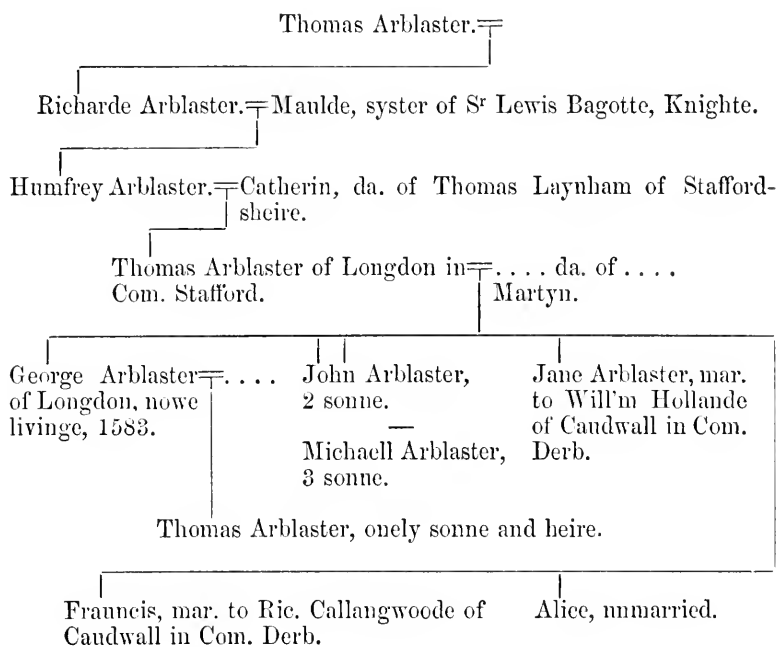 Thomas Arblaster.
Richarde Arblaster. Maulde, syster of Sr Lewis Bagotte, Knighte.
Humfrey Arblaster. Catherin, da. of Thomas Laynham of Stafford-
sheire.
Thomas Arblaster of Longdon in
Com. Stafford.
. . . . da. of . . . .
Martyn.
George Arblaster
of Longdon, nowe
livinge, 1583.
. . . .
John Arblaster,
2 sonne.
—
Michaell Arblaster,
3 sonne.
Jane Arblaster, mar.
to Will'm Hollande
of Caudwall in Com.
Derb.
Thomas Arblaster, onely sonne and heire.
Frauncis, mar. to Ric. Callangwoode of
Caudwall in Com. Derb.
Alice, unmarried.